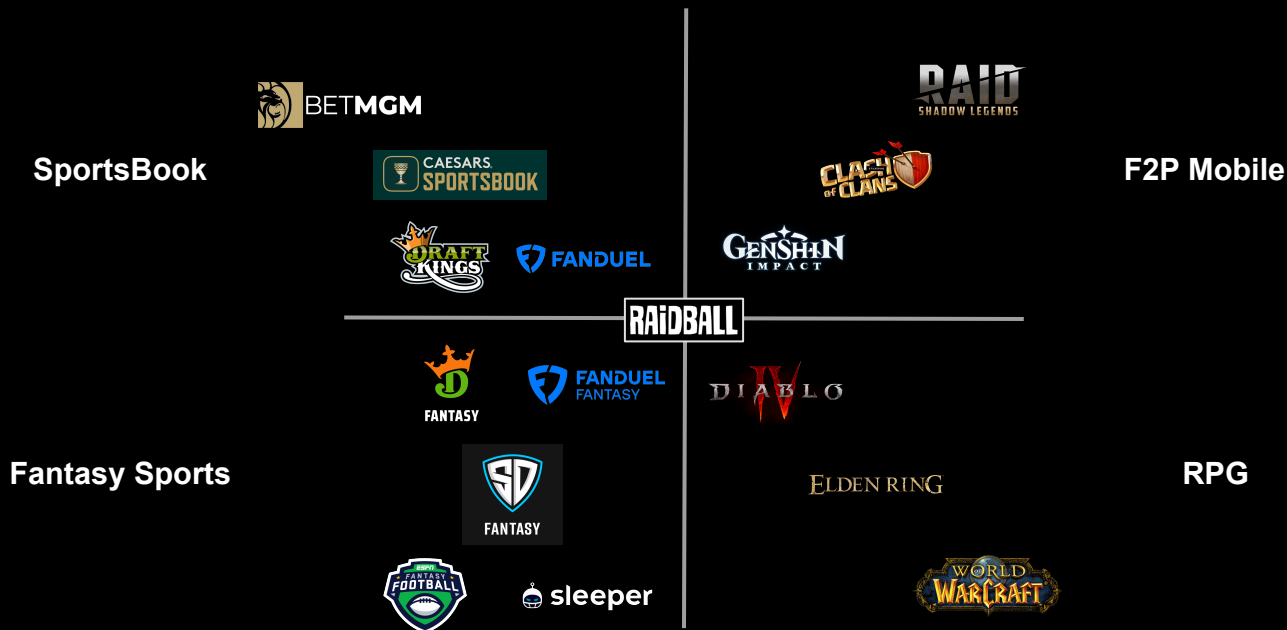 BETMGM
RAID
SHADOW LEGENDS
SportsBook
CAESARS
SPORTSBOOK
CLASH
of CLANS
F2P Mobile
DRAFT
KINGS
FANDUEL
GENSHIN
IMPACT
RAiDBALL
D
FANTASY
FANDUEL
FANTASY
DIABLO
IV
Fantasy Sports
SD
FANTASY
ELDEN RING
RPG
ESPN
FANTASY
FOOTBALL
sleeper
WORLD
WARCRAFT